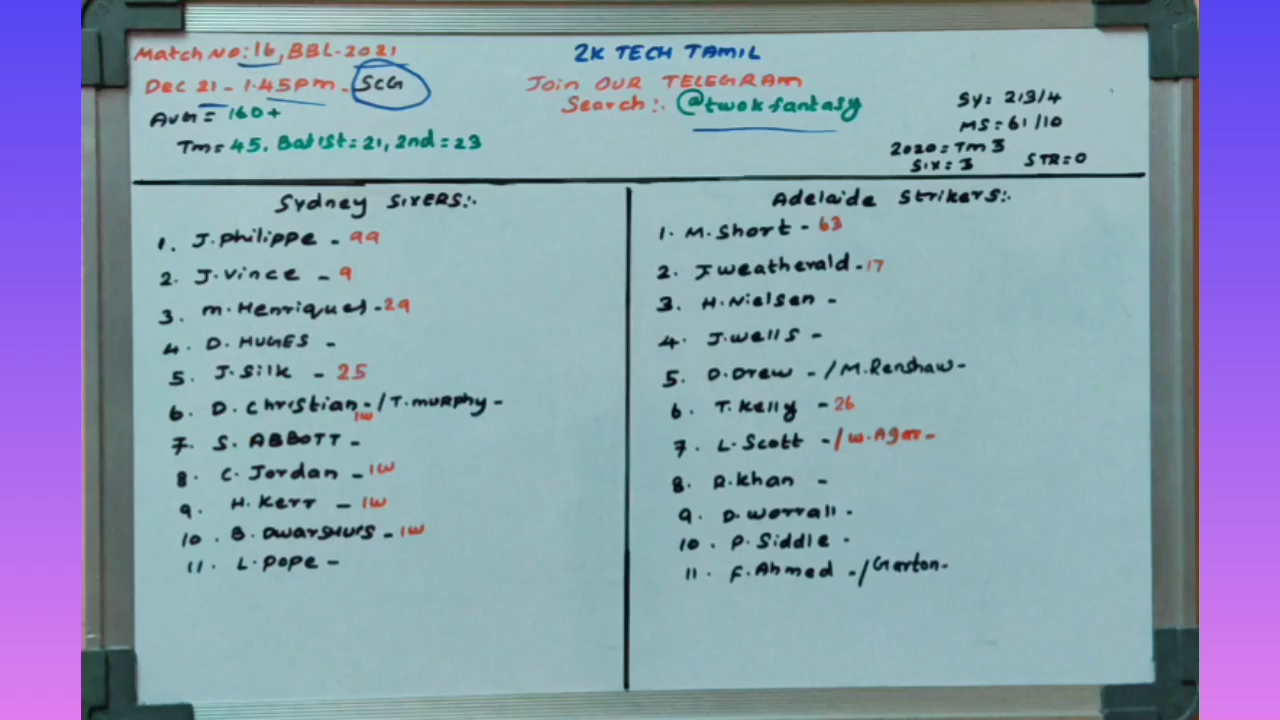 Match No: 16, BBL-2021
Dec 21 - 1.45pm - SCG
AVG = 160+
Tm = 45. Bat 1st = 21, 2nd = 23
2K TECH TAMIL
JOIN OUR TELEGRAM
Search:- @twokfantasy
SY: 213/4
MS = 61/10
2020 = Tm 3
SIX = 3 STR = 0
Sydney SIXERS:-
1. J. Philippe - 99
2. J. Vince - 9
3. M. Henriques - 29
4. D. HUGES -
5. J. Silk - 25
6. D. Christian - / T. MURPHY -
1W
7. S. ABBOTT -
8. C. Jordan - 1W
9. H. Kerr - 1W
10. B. DwarsHuis - 1W
11. L. Pope -
Adelaide Strikers:-
1. M. Short - 63
2. J weatherald - 17
3. H. Nielsen -
4. J. Wells -
5. D. Drew - / M. Renshaw -
6. T. Kelly - 26
7. L. Scott - / W. Agar -
8. R. Khan -
9. D. Worrall -
10. P. Siddle -
11. F. Ahmed - / Garton -